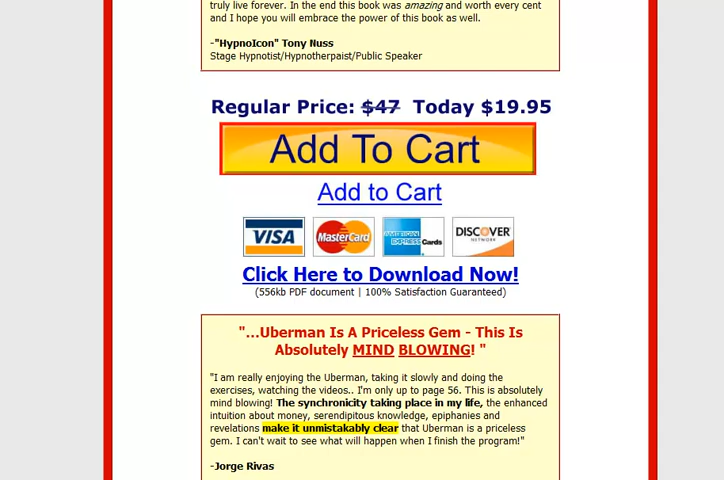 truly live forever. In the end this book was amazing and worth every cent
and I hope you will embrace the power of this book as well.
-"HypnoIcon" Tony Nuss
Stage Hypnotist/Hypnotherpaist/Public Speaker
Regular Price: $47 Today $19.95
Add To Cart
Add to Cart
VISA
MasterCard
AMERICAN EXPRESS Cards
DISCOVER
NETWORK
Click Here to Download Now!
(556kb PDF document | 100% Satisfaction Guaranteed)
"...Uberman Is A Priceless Gem - This Is
Absolutely MIND BLOWING! "
"I am really enjoying the Uberman, taking it slowly and doing the
exercises, watching the videos.. I'm only up to page 56. This is absolutely
mind blowing! The synchronicity taking place in my life, the enhanced
intuition about money, serendipitous knowledge, epiphanies and
revelations make it unmistakably clear that Uberman is a priceless
gem. I can't wait to see what will happen when I finish the program!"
-Jorge Rivas